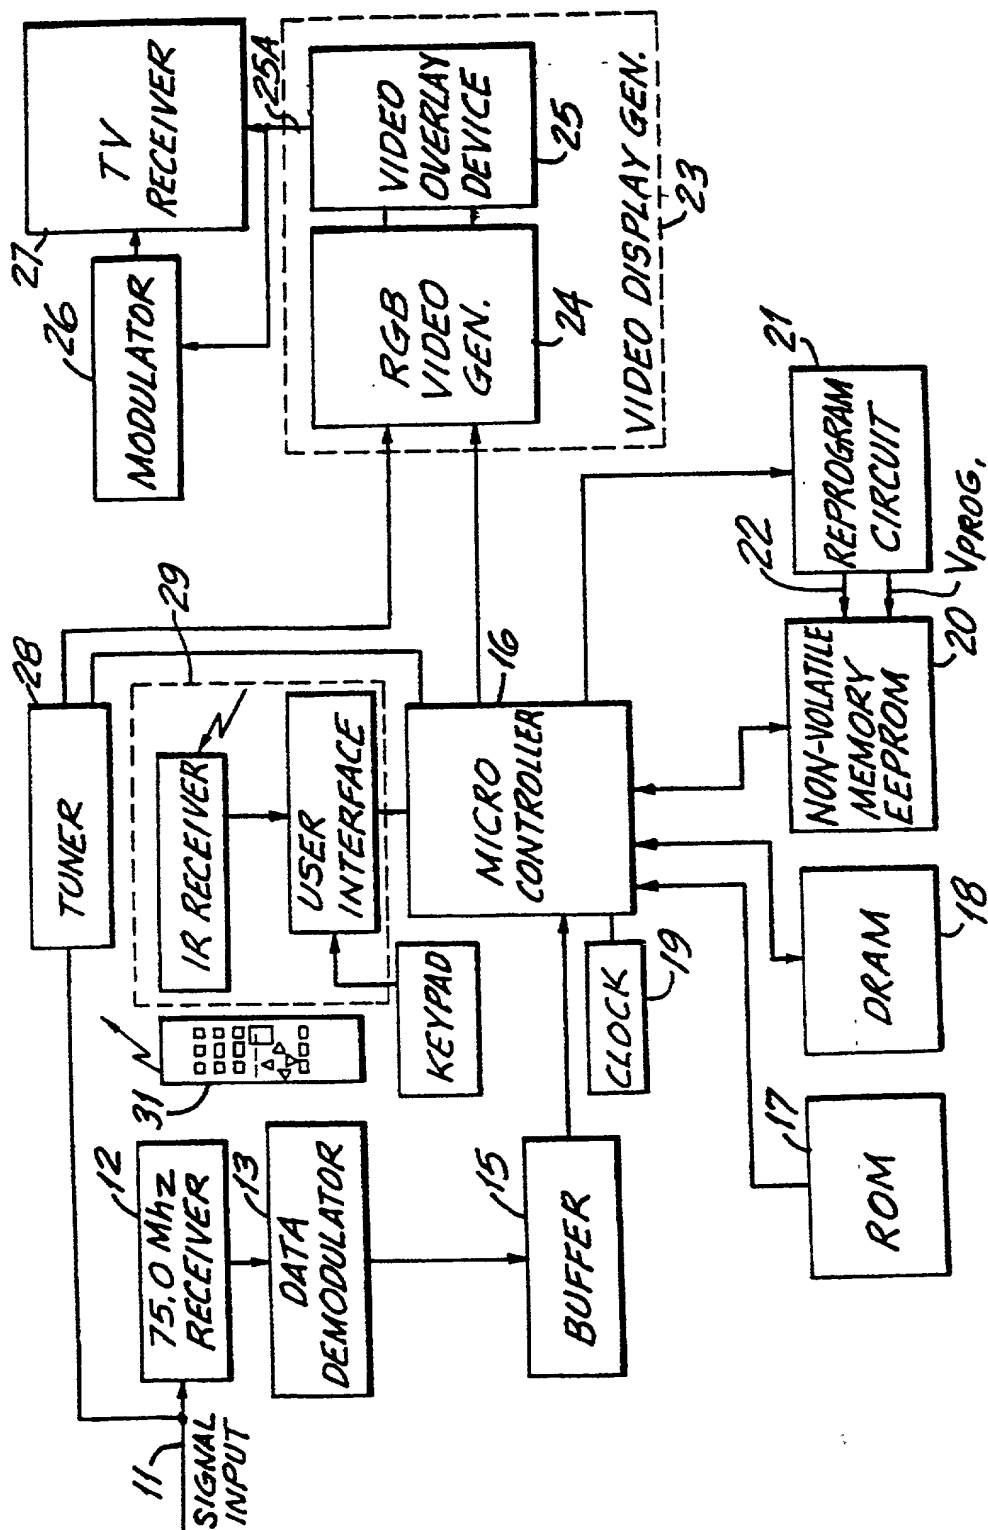 11
SIGNAL
INPUT
12
75.0 Mhz
RECEIVER
13
DATA
DEMODULATOR
15
BUFFER
31
28
TUNER
29
IR RECEIVER
USER
INTERFACE
KEYPAD
16
MICRO
CONTROLLER
CLOCK
19
17
ROM
DRAM
18
NON-VOLATILE
MEMORY
EEPROM
20
21
REPROGRAM
CIRCUIT
22
VPROG.
26
MODULATOR
27
TV
RECEIVER
25A
RGB
VIDEO
GEN.
24
VIDEO
OVERLAY
DEVICE
25
VIDEO DISPLAY GEN.
23